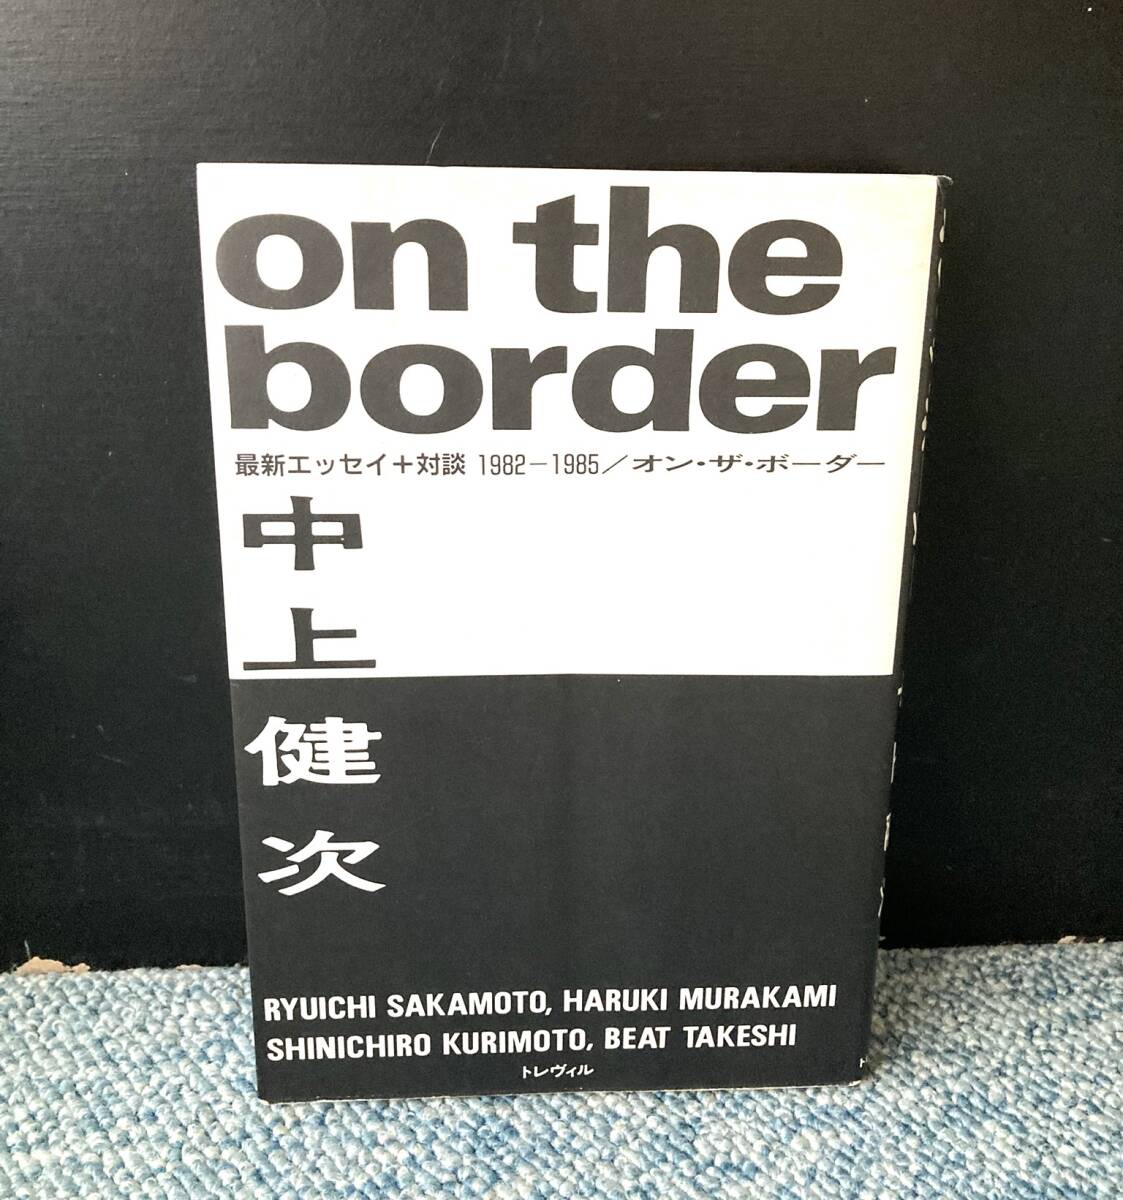 on the
border
最新エッセイ+対談 1982-1985/オン・ザ・ボーダー
中上健次
RYUICHI SAKAMOTO, HARUKI MURAKAMI
SHINICHIRO KURIMOTO, BEAT TAKESHI
トレヴィル